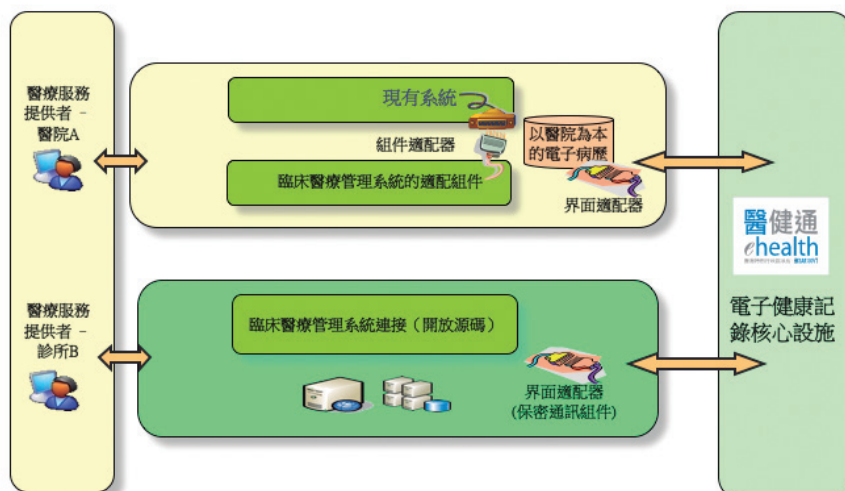 醫療服務
提供者 –
醫院A
現有系統
組件適配器
臨床醫療管理系統的適配組件
以醫院為本
的電子病歷
界面適配器
醫療服務
提供者 –
診所B
臨床醫療管理系統連接（開放源碼）
界面適配器
(保密通訊組件)
醫健通
ehealth
電子健康記
錄核心設施